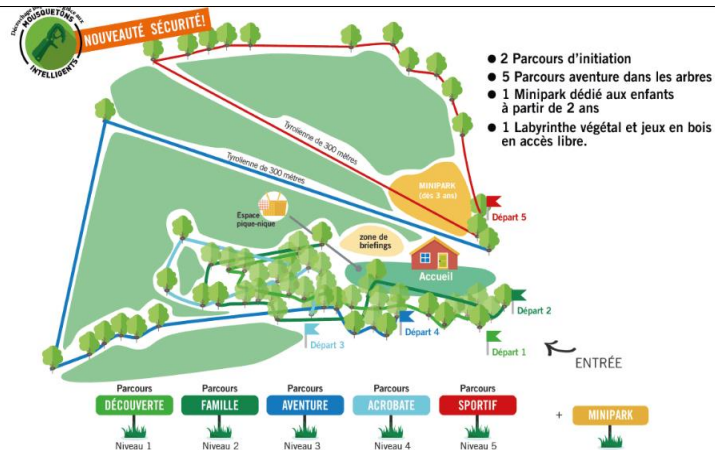 MOUSQUETONS
INTELLIGENTS
NOUVEAUTÉ SÉCURITÉ!
● 2 Parcours d'initiation
● 5 Parcours aventure dans les arbres
● 1 Minipark dédié aux enfants
à partir de 2 ans
● 1 Labyrinthe végétal et jeux en bois
en accès libre.
Tyrolienne de 300 mètres
Tyrolienne de 300 mètres
MINIPARK
(dès 3 ans)
Départ 5
Espace
pique-nique
zone de
briefings
Accueil
Départ 2
Départ 3
Départ 4
Départ 1
ENTRÉE
Parcours
DÉCOUVERTE
Niveau 1
Parcours
FAMILLE
Niveau 2
Parcours
AVENTURE
Niveau 3
Parcours
ACROBATE
Niveau 4
Parcours
SPORTIF
Niveau 5
+
MINIPARK